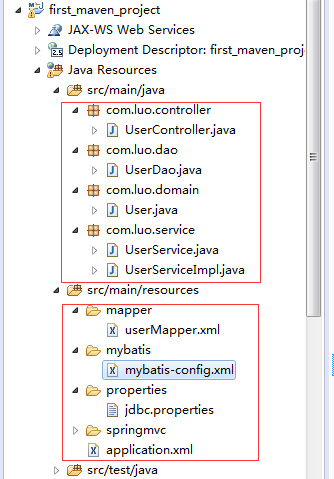 first_maven_project
JAX-WS Web Services
Deployment Descriptor: first_maven_proj
Java Resources
src/main/java
com.luo.controller
UserController.java
com.luo.dao
UserDao.java
com.luo.domain
User.java
com.luo.service
UserService.java
UserServiceImpl.java
src/main/resources
mapper
userMapper.xml
mybatis
mybatis-config.xml
properties
jdbc.properties
springmvc
application.xml
src/test/java